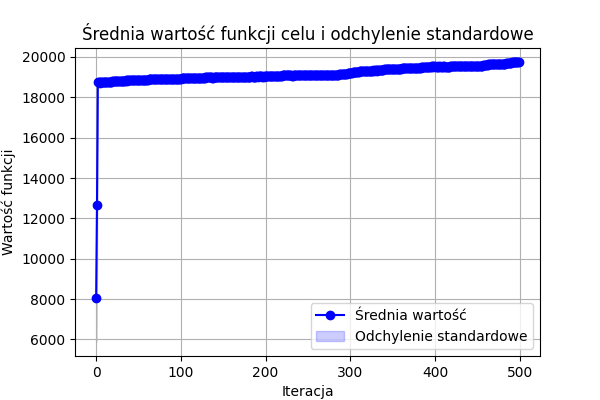 Średnia wartość funkcji celu i odchylenie standardowe
Wartość funkcji
20000
18000
16000
14000
12000
10000
8000
6000
Średnia wartość
Odchylenie standardowe
0 100 200 300 400 500
Iteracja